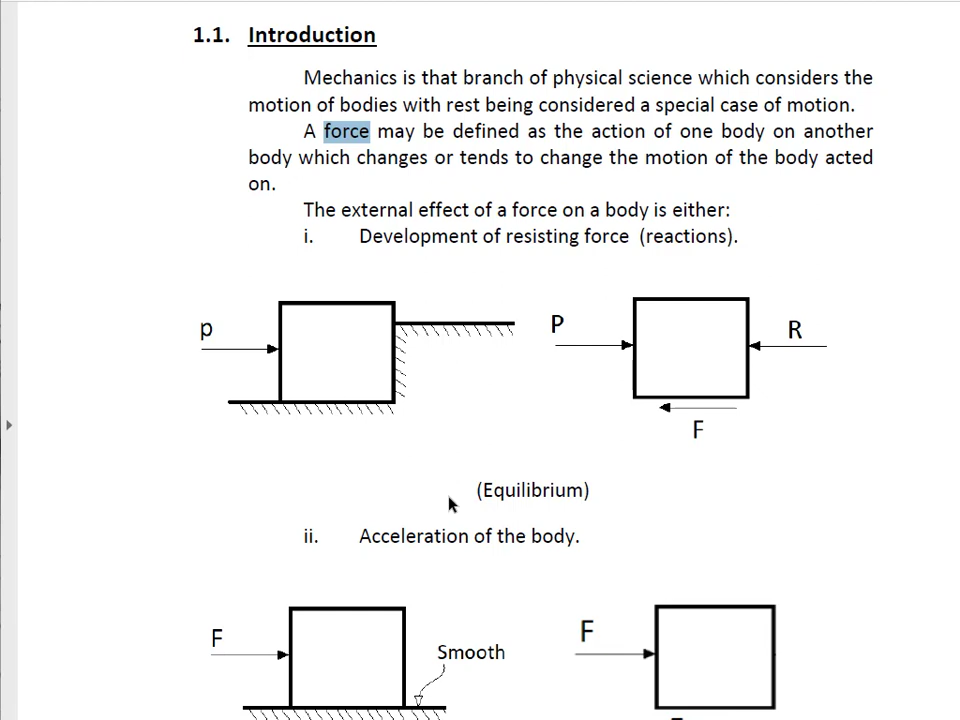 1.1. Introduction
Mechanics is that branch of physical science which considers the
motion of bodies with rest being considered a special case of motion.
A force may be defined as the action of one body on another
body which changes or tends to change the motion of the body acted
on.
The external effect of a force on a body is either:
i. Development of resisting force (reactions).
p
P
R
F
(Equilibrium)
ii. Acceleration of the body.
F
Smooth
F